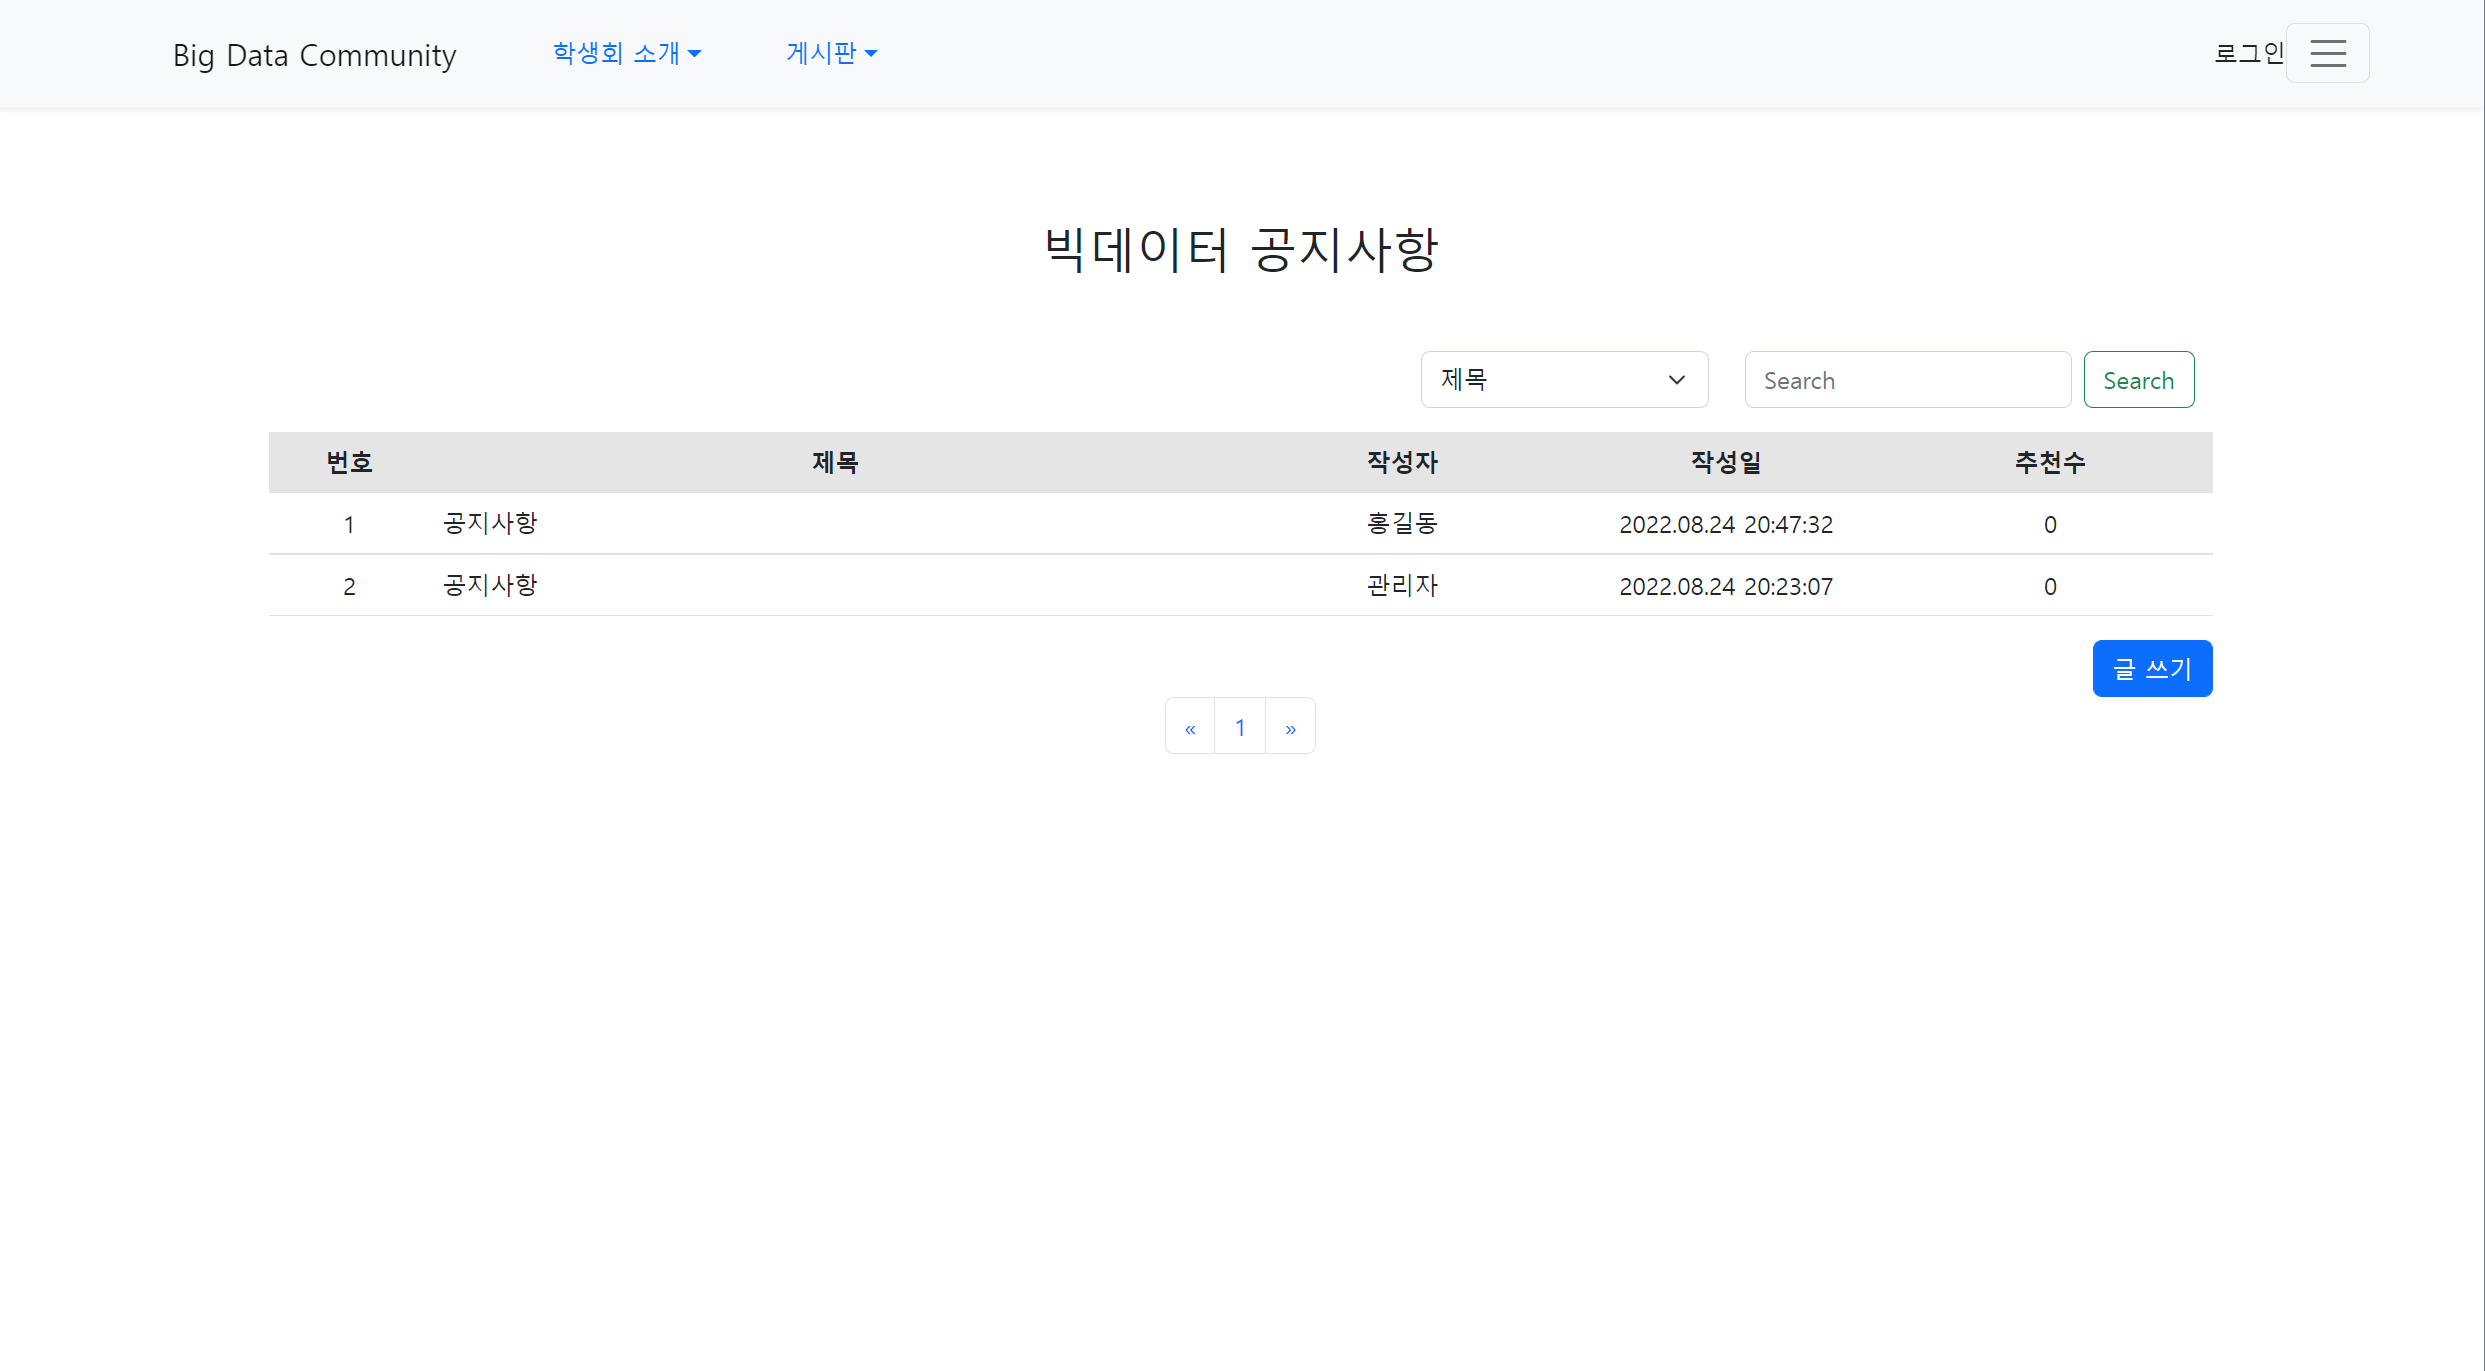 Big Data Community 학생회 소개 게시판 로그인
빅데이터 공지사항
제목 Search Search
번호 제목 작성자 작성일 추천수
1 공지사항 홍길동 2022.08.24 20:47:32 0
2 공지사항 관리자 2022.08.24 20:23:07 0
글 쓰기
« 1 »